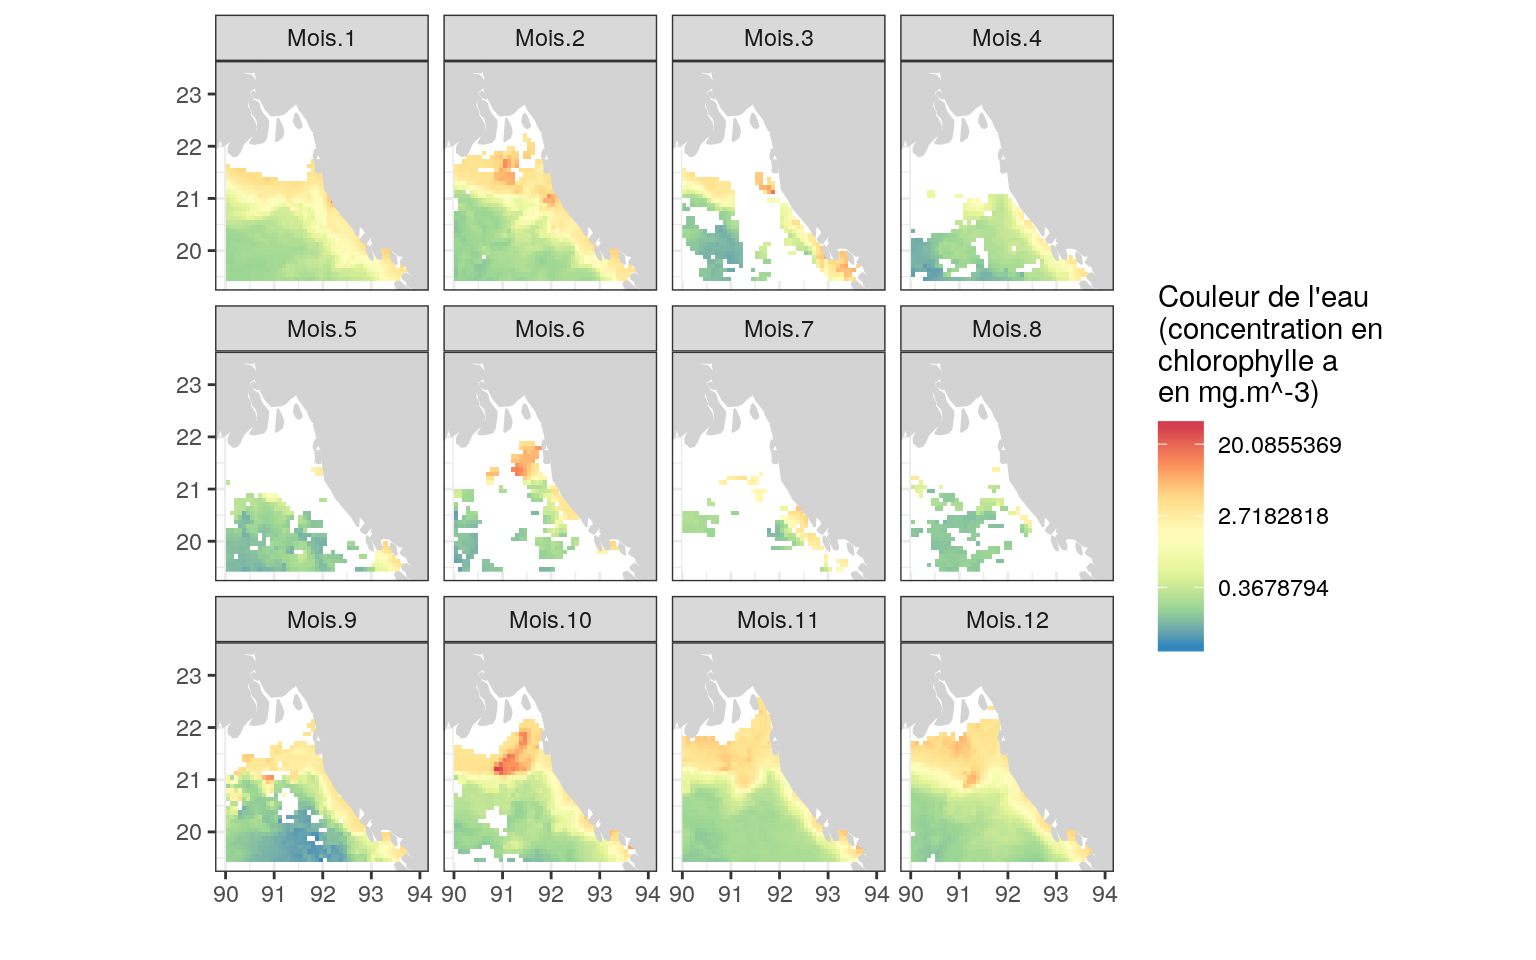 Mois.1 Mois.2 Mois.3 Mois.4
23
22
21
20
Mois.5 Mois.6 Mois.7 Mois.8
23
22
21
20
Mois.9 Mois.10 Mois.11 Mois.12
23
22
21
20
90 91 92 93 94 90 91 92 93 94 90 91 92 93 94 90 91 92 93 94
Couleur de l'eau
(concentration en
chlorophylle a
en mg.m^-3)
20.0855369
2.7182818
0.3678794